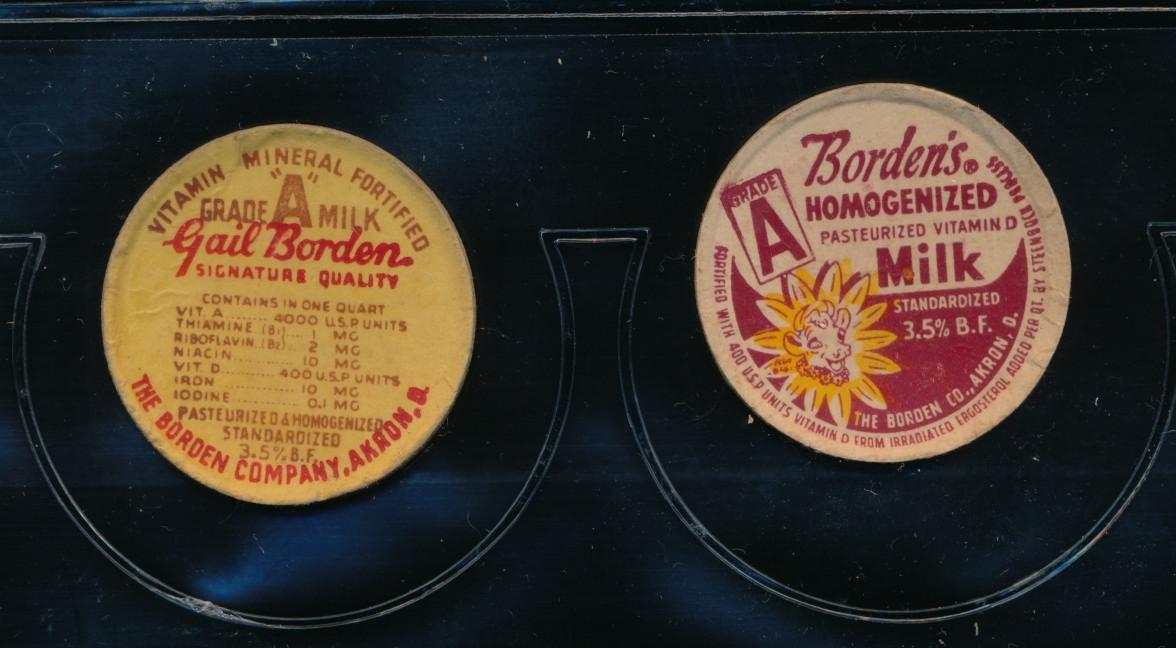 VITAMIN MINERAL FORTIFIED
GRADE "A" MILK
Gail Borden
SIGNATURE QUALITY
CONTAINS IN ONE QUART
VIT. A ........ 4000 U.S.P. UNITS
THIAMINE (B1) .... 1 MG
RIBOFLAVIN (B2) .... 2 MG
NIACIN .......... 10 MG
VIT. D .......... 400 U.S.P. UNITS
IRON .......... 10 MG
IODINE .......... 0.1 MG
PASTEURIZED & HOMOGENIZED
STANDARDIZED
3.5% B.F.
THE BORDEN COMPANY, AKRON, O.
Borden's®
GRADE A
HOMOGENIZED
PASTEURIZED VITAMIN D
Milk
STANDARDIZED
3.5% B.F.
THE BORDEN CO., AKRON, O.
FORTIFIED WITH 400 U.S.P. UNITS VITAMIN D FROM IRRADIATED ERGOSTEROL ADDED PER QT. BY STEENBOCK PROCESS